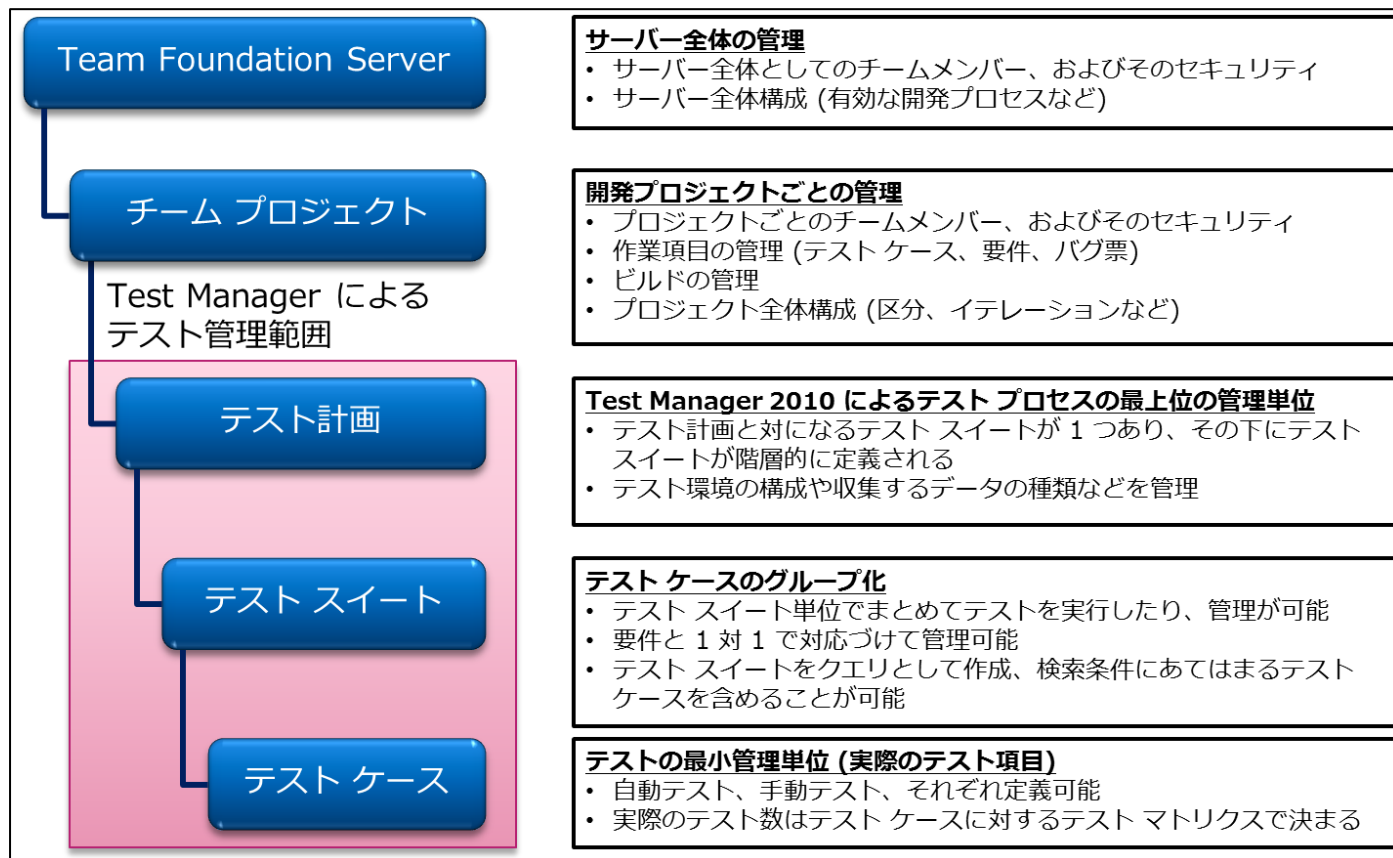 Team Foundation Server
サーバー全体の管理
• サーバー全体としてのチームメンバー、およびそのセキュリティ
• サーバー全体構成 (有効な開発プロセスなど)
チーム プロジェクト
開発プロジェクトごとの管理
• プロジェクトごとのチームメンバー、およびそのセキュリティ
• 作業項目の管理 (テスト ケース、要件、バグ票)
• ビルドの管理
• プロジェクト全体構成 (区分、イテレーションなど)
Test Manager による
テスト管理範囲
テスト計画
Test Manager 2010 によるテスト プロセスの最上位の管理単位
• テスト計画と対になるテスト スイートが 1 つあり、その下にテスト
スイートが階層的に定義される
• テスト環境の構成や収集するデータの種類などを管理
テスト スイート
テスト ケースのグループ化
• テスト スイート単位でまとめてテストを実行したり、管理が可能
• 要件と 1 対 1 で対応づけて管理可能
• テスト スイートをクエリとして作成、検索条件にあてはまるテスト
ケースを含めることが可能
テスト ケース
テストの最小管理単位 (実際のテスト項目)
• 自動テスト、手動テスト、それぞれ定義可能
• 実際のテスト数はテスト ケースに対するテスト マトリクスで決まる